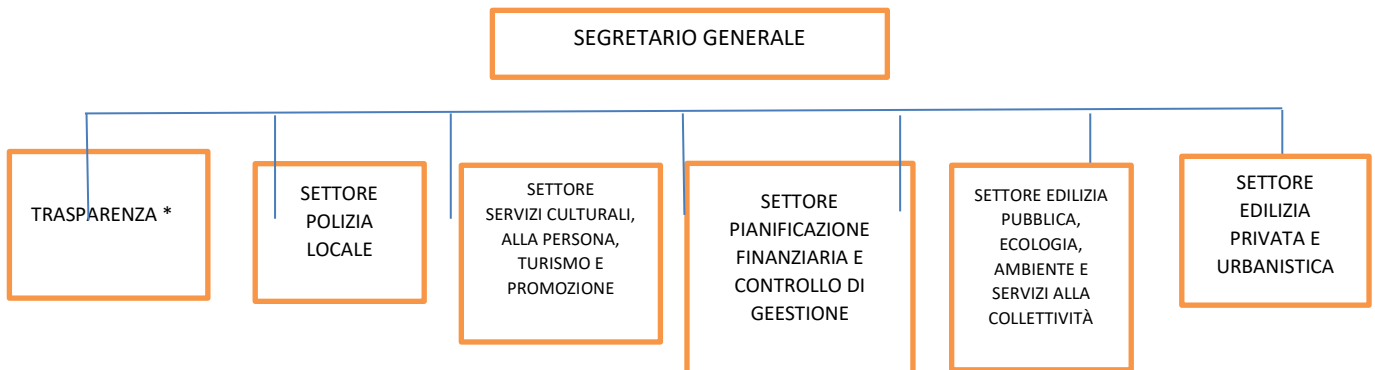 SEGRETARIO GENERALE
TRASPARENZA *
SETTORE
POLIZIA
LOCALE
SETTORE
SERVIZI CULTURALI,
ALLA PERSONA,
TURISMO E
PROMOZIONE
SETTORE
PIANIFICAZIONE
FINANZIARIA E
CONTROLLO DI
GEESTIONE
SETTORE EDILIZIA
PUBBLICA,
ECOLOGIA,
AMBIENTE E
SERVIZI ALLA
COLLETTIVITÀ
SETTORE
EDILIZIA
PRIVATA E
URBANISTICA